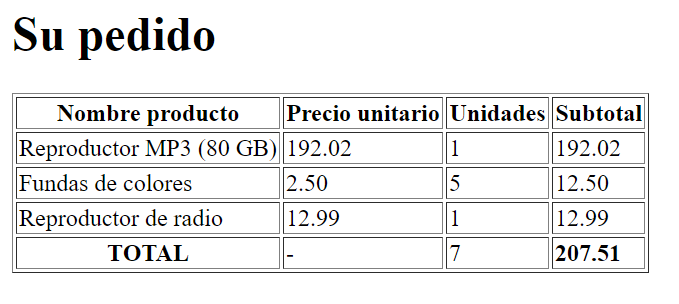 Su pedido
Nombre producto Precio unitario Unidades Subtotal
Reproductor MP3 (80 GB) 192.02 1 192.02
Fundas de colores 2.50 5 12.50
Reproductor de radio 12.99 1 12.99
TOTAL - 7 207.51